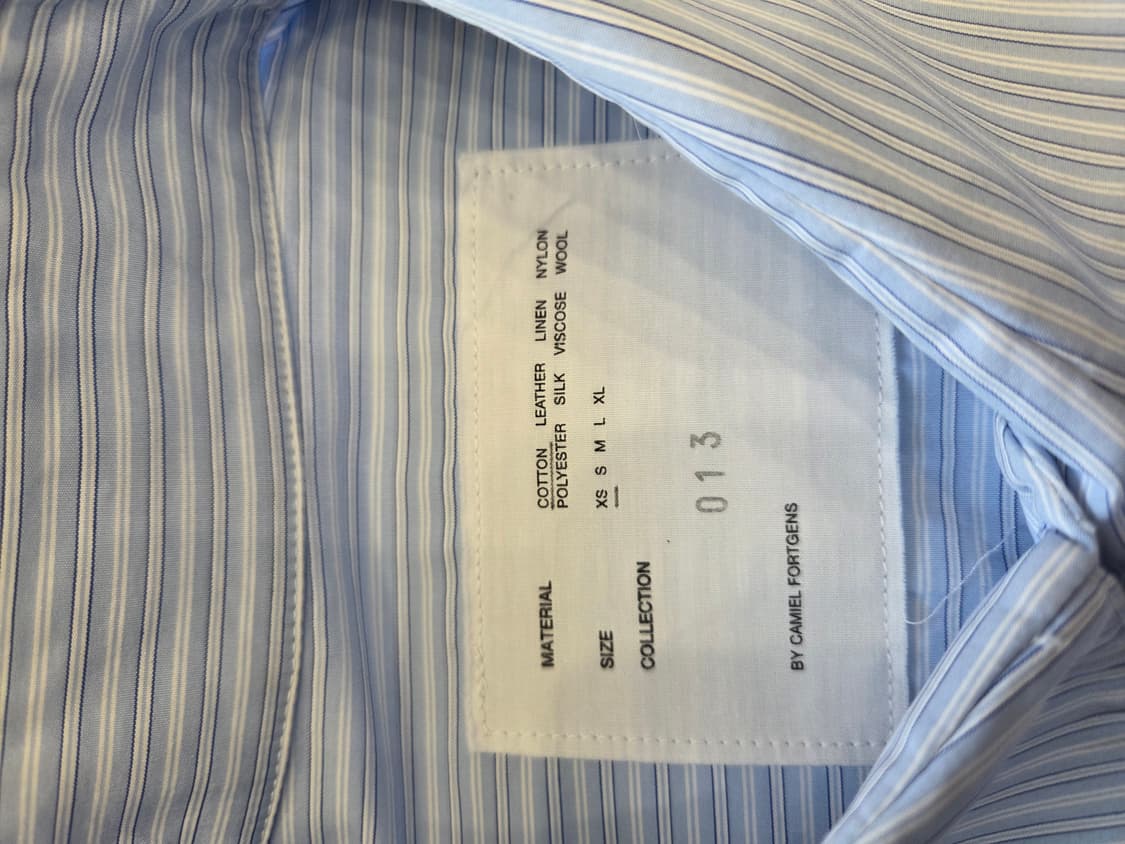 MATERIAL COTTON LEATHER LINEN NYLON
POLYESTER SILK VISCOSE WOOL
SIZE XS S M L XL
COLLECTION
013
BY CAMIEL FORTGENS